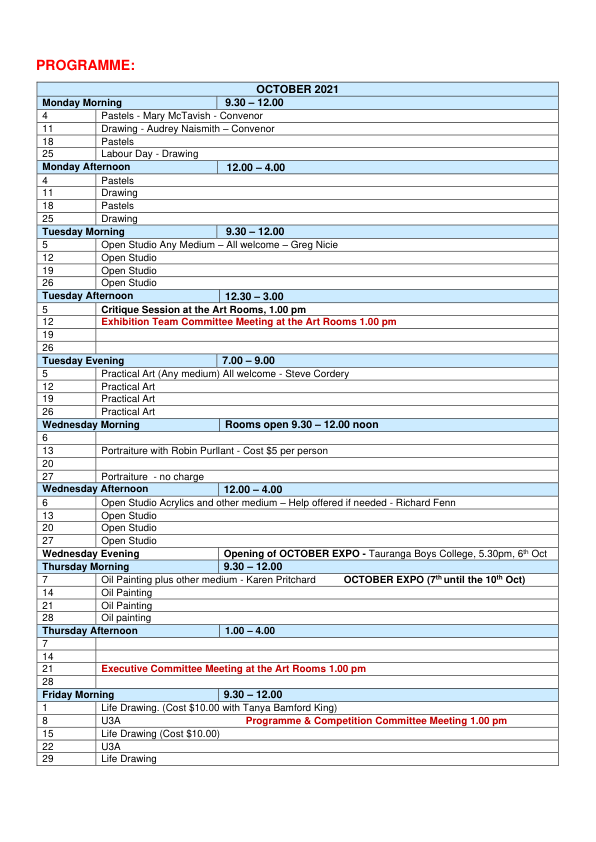 PROGRAMME:
OCTOBER 2021
Monday Morning 9.30 – 12.00
4 Pastels - Mary McTavish - Convenor
11 Drawing - Audrey Naismith – Convenor
18 Pastels
25 Labour Day - Drawing
Monday Afternoon 12.00 – 4.00
4 Pastels
11 Drawing
18 Pastels
25 Drawing
Tuesday Morning 9.30 – 12.00
5 Open Studio Any Medium – All welcome – Greg Nicie
12 Open Studio
19 Open Studio
26 Open Studio
Tuesday Afternoon 12.30 – 3.00
5 Critique Session at the Art Rooms, 1.00 pm
12 Exhibition Team Committee Meeting at the Art Rooms 1.00 pm
19
26
Tuesday Evening 7.00 – 9.00
5 Practical Art (Any medium) All welcome - Steve Cordery
12 Practical Art
19 Practical Art
26 Practical Art
Wednesday Morning Rooms open 9.30 – 12.00 noon
6
13 Portraiture with Robin Purllant - Cost $5 per person
20
27 Portraiture - no charge
Wednesday Afternoon 12.00 – 4.00
6 Open Studio Acrylics and other medium – Help offered if needed - Richard Fenn
13 Open Studio
20 Open Studio
27 Open Studio
Wednesday Evening Opening of OCTOBER EXPO - Tauranga Boys College, 5.30pm, 6th Oct
Thursday Morning 9.30 – 12.00
7 Oil Painting plus other medium - Karen Pritchard OCTOBER EXPO (7th until the 10th Oct)
14 Oil Painting
21 Oil Painting
28 Oil painting
Thursday Afternoon 1.00 – 4.00
7
14
21 Executive Committee Meeting at the Art Rooms 1.00 pm
28
Friday Morning 9.30 – 12.00
1 Life Drawing. (Cost $10.00 with Tanya Bamford King)
8 U3A Programme & Competition Committee Meeting 1.00 pm
15 Life Drawing (Cost $10.00)
22 U3A
29 Life Drawing